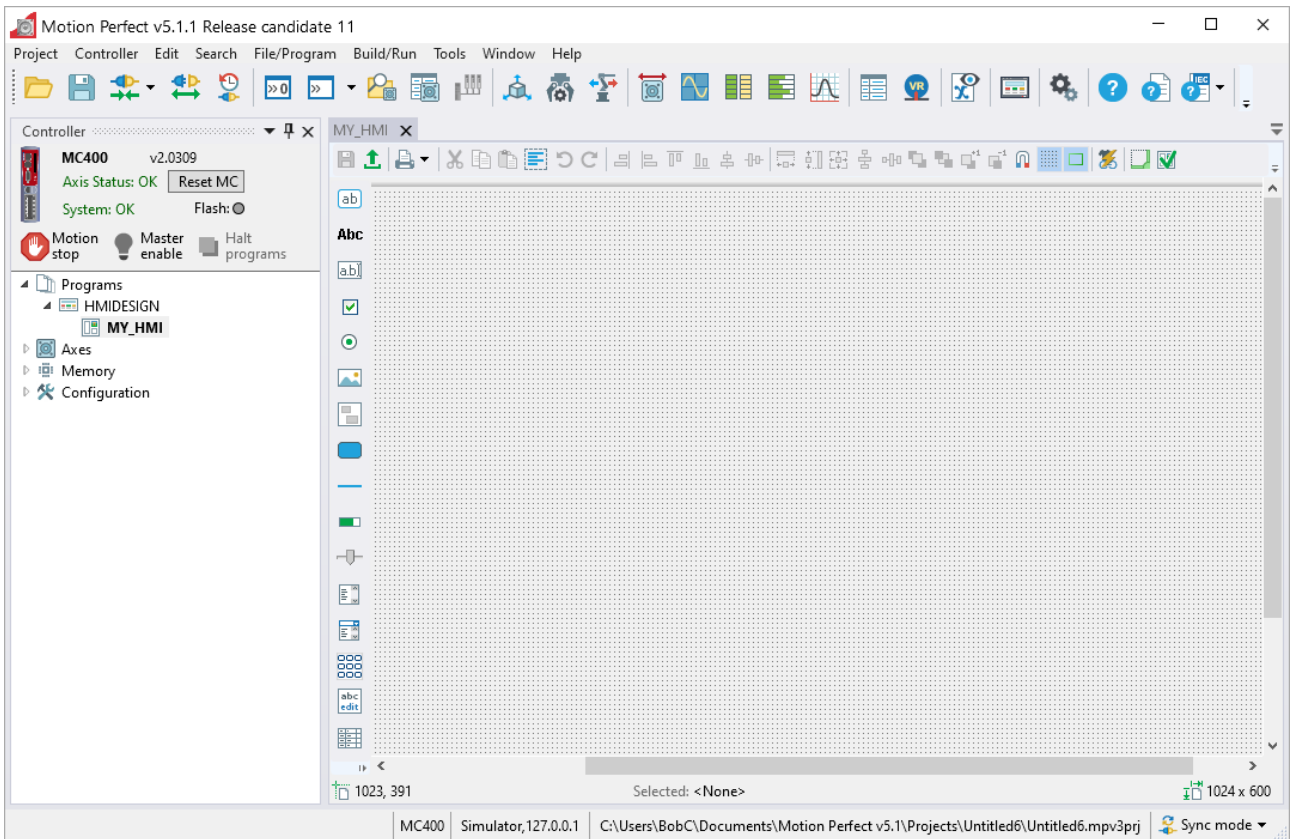 Motion Perfect v5.1.1 Release candidate 11
Project Controller Edit Search File/Program Build/Run Tools Window Help
>>0 >> VR IEC
Controller
MC400 v2.0309
Axis Status: OK Reset MC
System: OK Flash:
Motion stop Master enable Halt programs
Programs
HMIDESIGN
MY_HMI
Axes
Memory
Configuration
MY_HMI
ab
Abc
a.b
abc
edit
1023, 391 Selected: <None> 1024 x 600
MC400 Simulator,127.0.0.1 C:\Users\BobC\Documents\Motion Perfect v5.1\Projects\Untitled6\Untitled6.mpv3prj Sync mode